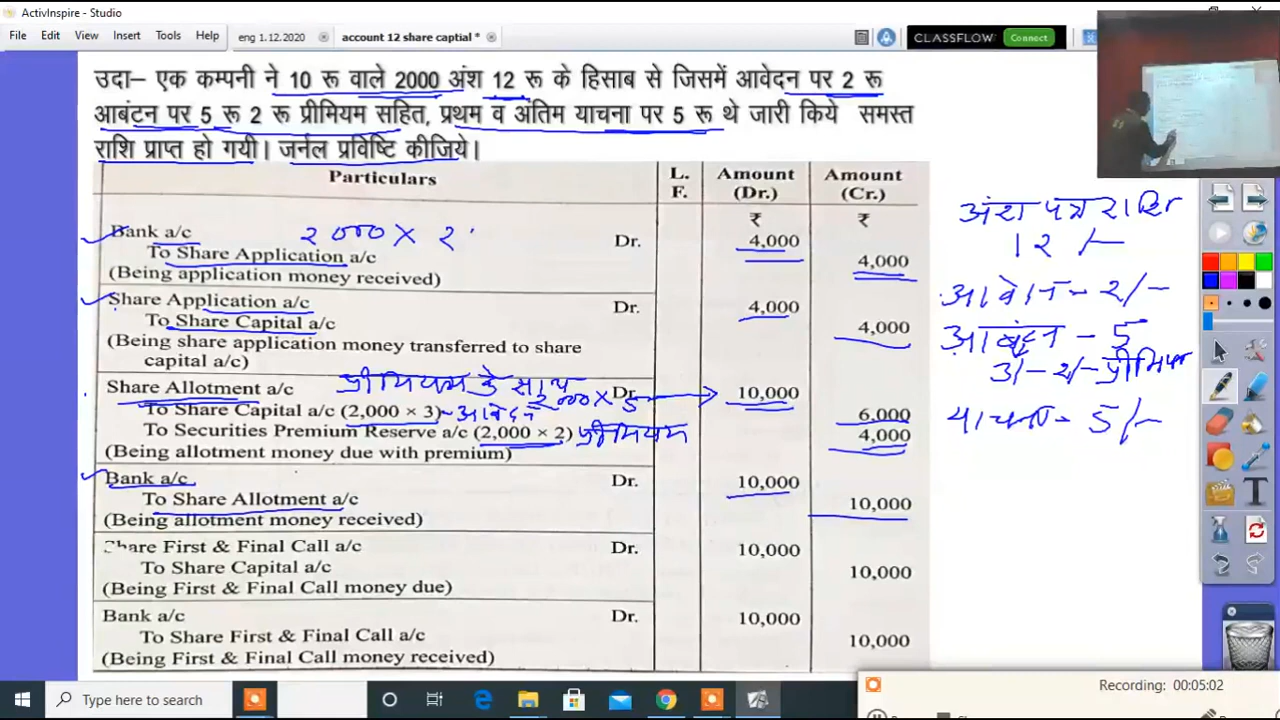 ActivInspire - Studio
File Edit View Insert Tools Help eng 1.12.2020 account 12 share captial * CLASSFLOW Connect
उदा– एक कम्पनी ने 10 रू वाले 2000 अंश 12 रू के हिसाब से जिसमें आवेदन पर 2 रू
आबंटन पर 5 रू 2 रू प्रीमियम सहित, प्रथम व अंतिम याचना पर 5 रू थे जारी किये समस्त
राशि प्राप्त हो गयी। जर्नल प्रविष्टि कीजिये।
Particulars L. F. Amount (Dr.) Amount (Cr.)
₹ ₹
Bank a/c 2000 × 2 Dr. 4,000
To Share Application a/c 4,000
(Being application money received)
Share Application a/c Dr. 4,000
To Share Capital a/c 4,000
(Being share application money transferred to share
capital a/c)
Share Allotment a/c प्रीमियम के साथ 2000 × 5 Dr. 10,000
To Share Capital a/c (2,000 × 3) - आवेदन 6,000
To Securities Premium Reserve a/c (2,000 × 2) प्रीमियम 4,000
(Being allotment money due with premium)
Bank a/c Dr. 10,000
To Share Allotment a/c 10,000
(Being allotment money received)
Share First & Final Call a/c Dr. 10,000
To Share Capital a/c 10,000
(Being First & Final Call money due)
Bank a/c Dr. 10,000
To Share First & Final Call a/c 10,000
(Being First & Final Call money received)
अंश पत्र राशि
12 /-
आवेदन - 2/-
आबंटन - 5
3/- 2/- प्रीमियम
याचना - 5/-
Recording: 00:05:02
Type here to search